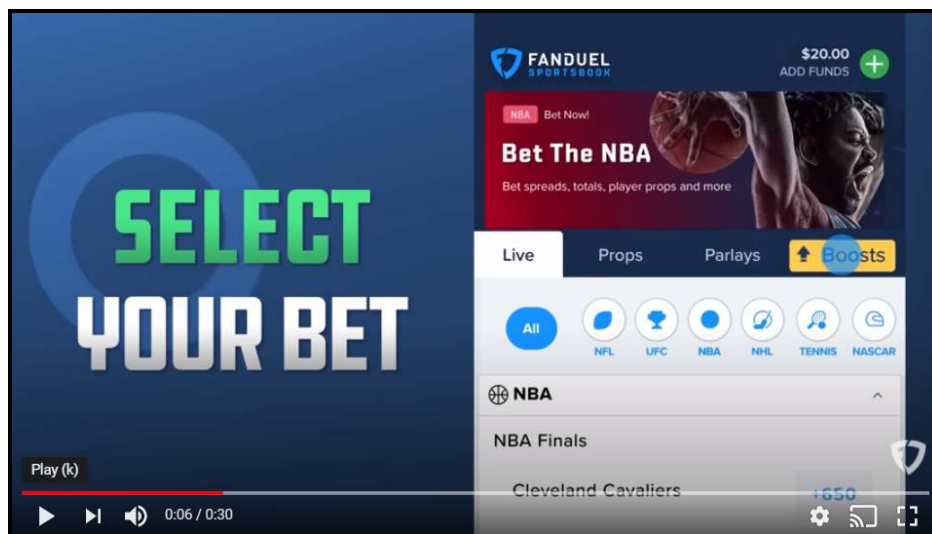 SELECT
YOUR BET
FANDUEL
SPORTSBOOK
$20.00
ADD FUNDS
NBA Bet Now!
Bet The NBA
Bet spreads, totals, player props and more
Live Props Parlays Boosts
All
NFL UFC NBA NHL TENNIS NASCAR
NBA
NBA Finals
Cleveland Cavaliers +650
Play (k)
0:06 / 0:30